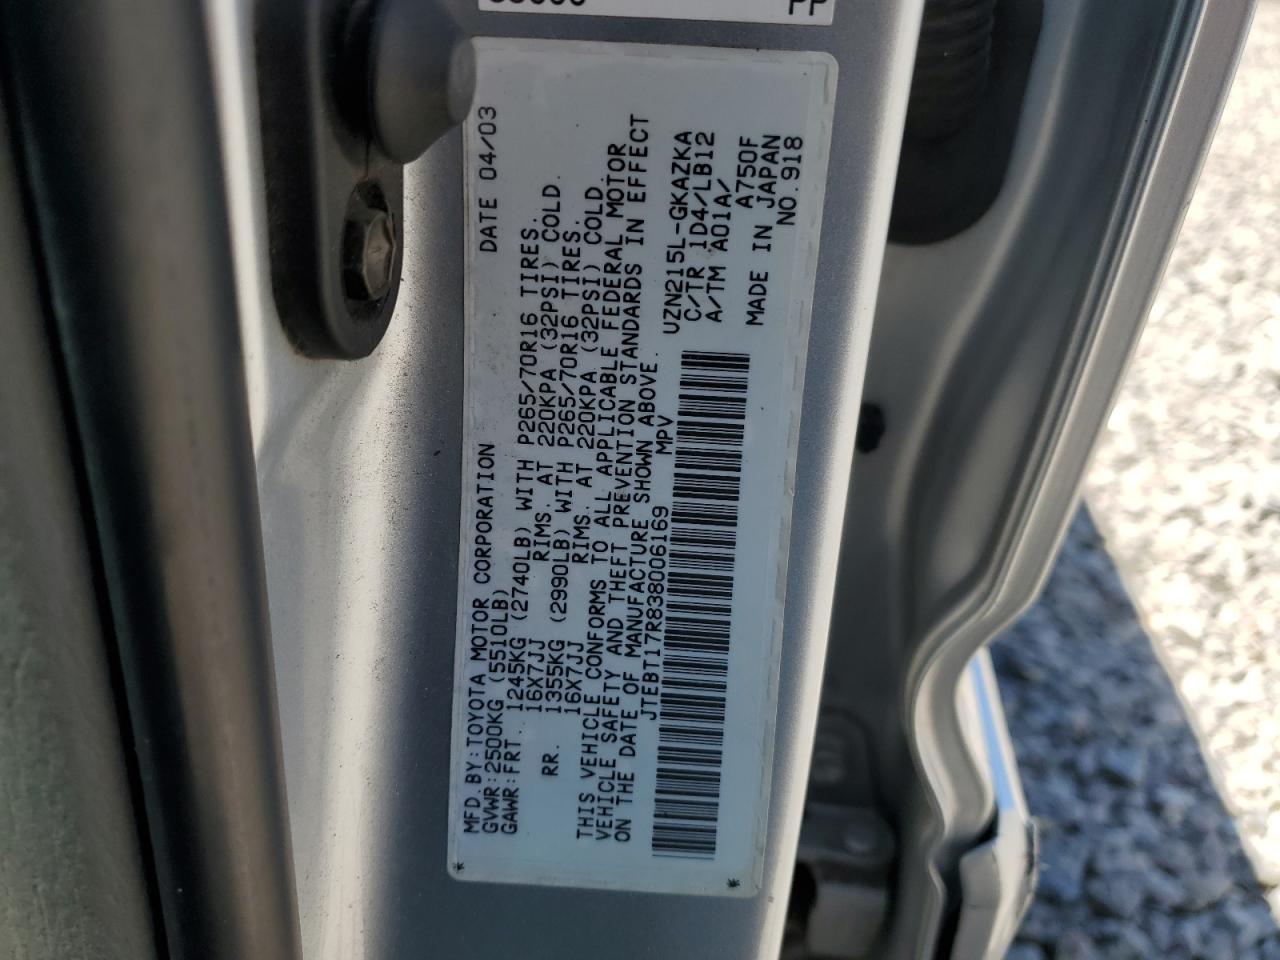 MFD. BY: TOYOTA MOTOR CORPORATION DATE 04/03
GVWR: 2500KG (5510LB)
GAWR: FRT. 1245KG (2740LB) WITH P265/70R16 TIRES.
16X7JJ RIMS. AT 220KPA (32PSI) COLD.
RR. 1355KG (2990LB) WITH P265/70R16 TIRES.
16X7JJ RIMS. AT 220KPA (32PSI) COLD.
THIS VEHICLE CONFORMS TO ALL APPLICABLE FEDERAL MOTOR
VEHICLE SAFETY AND THEFT PREVENTION STANDARDS IN EFFECT
ON THE DATE OF MANUFACTURE SHOWN ABOVE.
JTEBT17R838006169 MPV
UZN215L-GKAZKA
C/TR 1D4/LB12
A/TM A01A/
A750F
MADE IN JAPAN
NO. 918